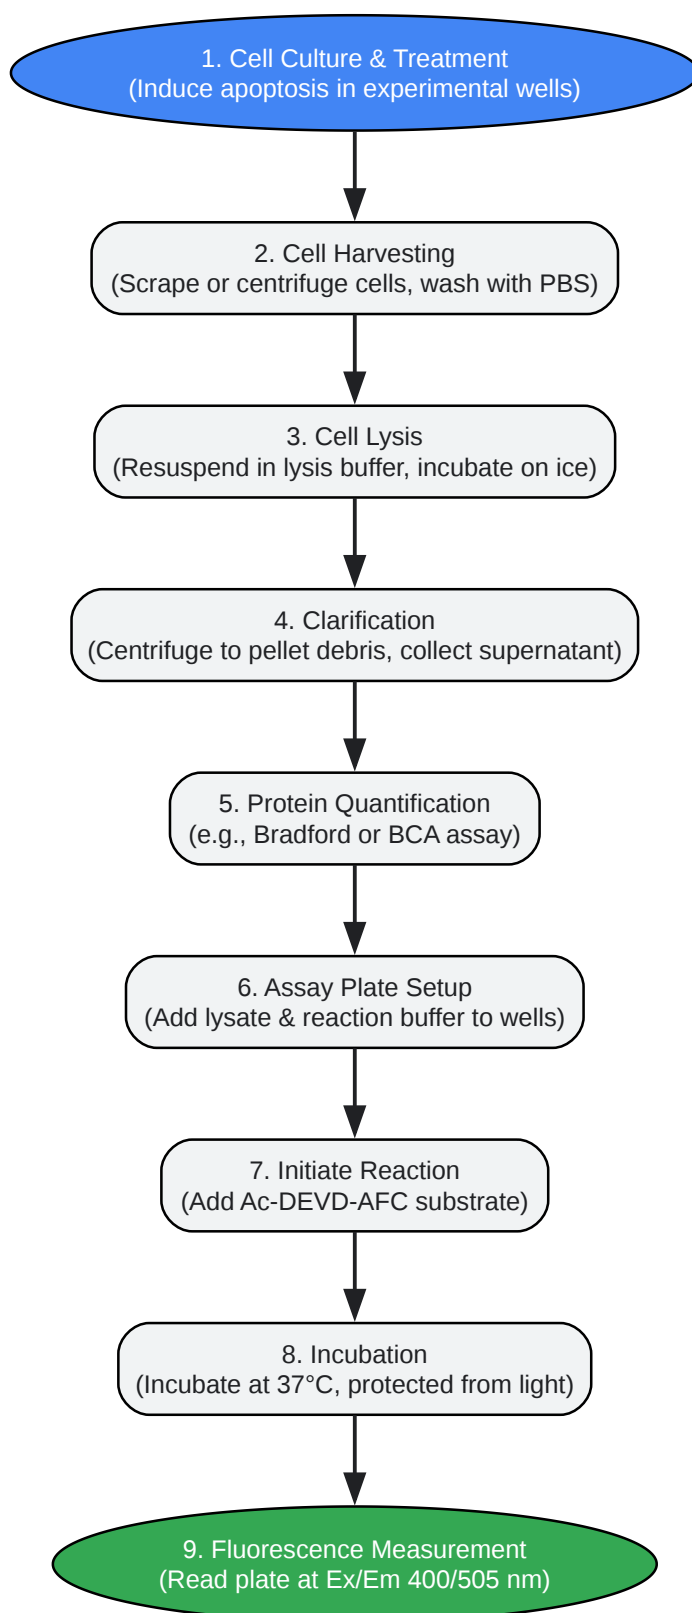 1. Cell Culture & Treatment
(Induce apoptosis in experimental wells)
2. Cell Harvesting
(Scrape or centrifuge cells, wash with PBS)
3. Cell Lysis
(Resuspend in lysis buffer, incubate on ice)
4. Clarification
(Centrifuge to pellet debris, collect supernatant)
5. Protein Quantification
(e.g., Bradford or BCA assay)
6. Assay Plate Setup
(Add lysate & reaction buffer to wells)
7. Initiate Reaction
(Add Ac-DEVD-AFC substrate)
8. Incubation
(Incubate at 37°C, protected from light)
9. Fluorescence Measurement
(Read plate at Ex/Em 400/505 nm)